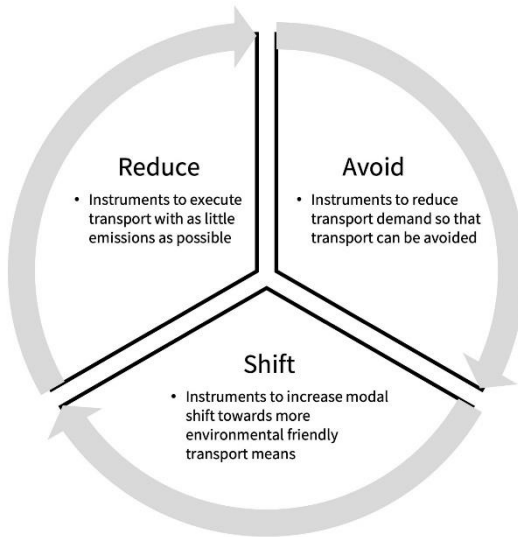 Reduce
• Instruments to execute
transport with as little
emissions as possible
Avoid
• Instruments to reduce
transport demand so that
transport can be avoided
Shift
• Instruments to increase modal
shift towards more
environmental friendly
transport means